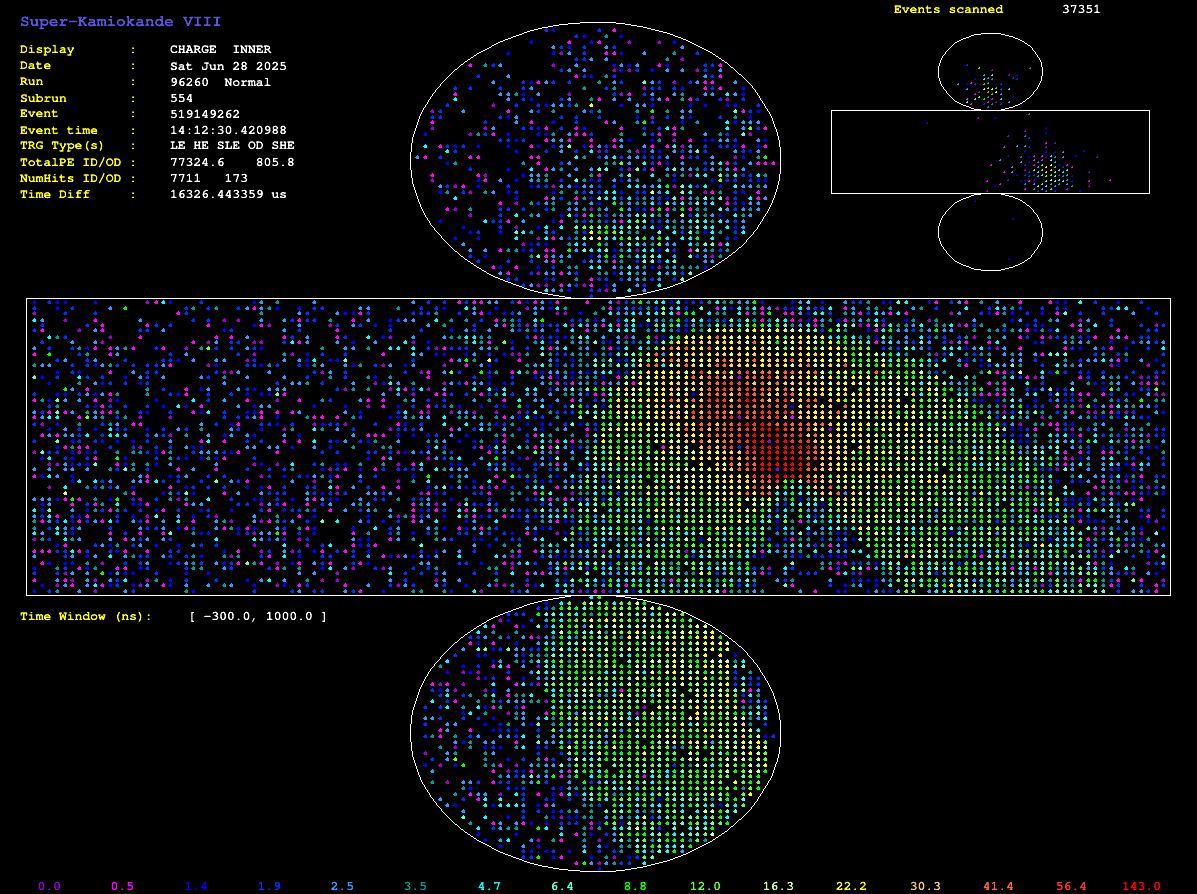 Super-Kamiokande VIII
Events scanned 37351
Display : CHARGE INNER
Date : Sat Jun 28 2025
Run : 96260 Normal
Subrun : 554
Event : 519149262
Event time : 14:12:30.420988
TRG Type(s) : LE HE SLE OD SHE
TotalPE ID/OD : 77324.6 805.8
NumHits ID/OD : 7711 173
Time Diff : 16326.443359 us
Time Window (ns): [ -300.0, 1000.0 ]
0.0 0.5 1.4 1.9 2.5 3.5 4.7 6.4 8.8 12.0 16.3 22.2 30.3 41.4 56.4 143.0